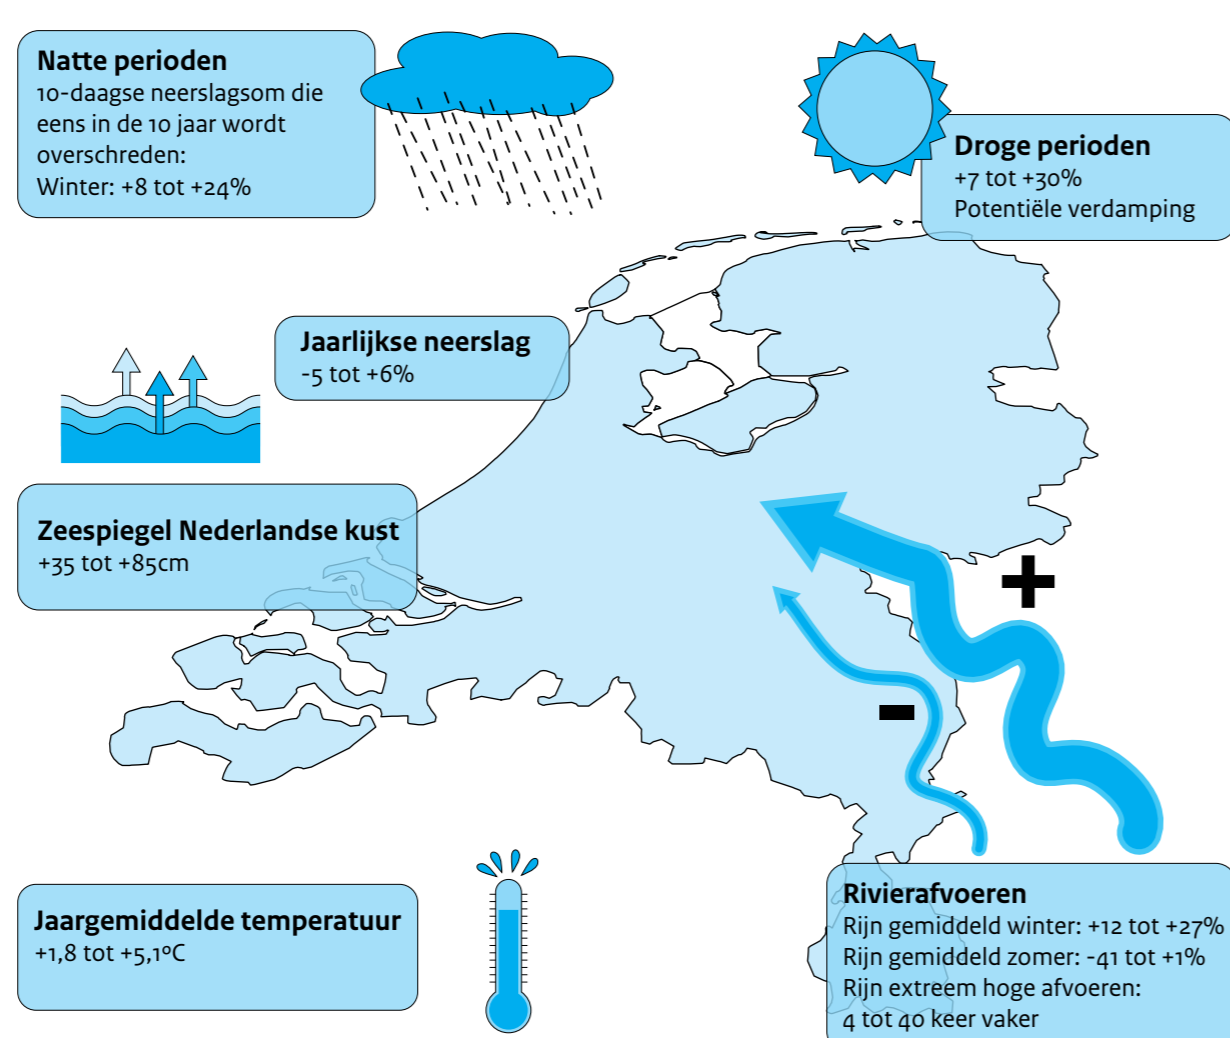 Natte perioden
10-daagse neerslagsom die
eens in de 10 jaar wordt
overschreden:
Winter: +8 tot +24%
Droge perioden
+7 tot +30%
Potentiële verdamping
Jaarlijkse neerslag
-5 tot +6%
Zeespiegel Nederlandse kust
+35 tot +85cm
+
-
Jaargemiddelde temperatuur
+1,8 tot +5,1ºC
Rivierafvoeren
Rijn gemiddeld winter: +12 tot +27%
Rijn gemiddeld zomer: -41 tot +1%
Rijn extreem hoge afvoeren:
4 tot 40 keer vaker